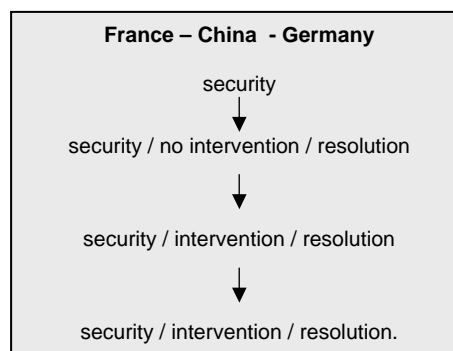 France – China - Germany
security
security / no intervention / resolution
security / intervention / resolution
security / intervention / resolution.